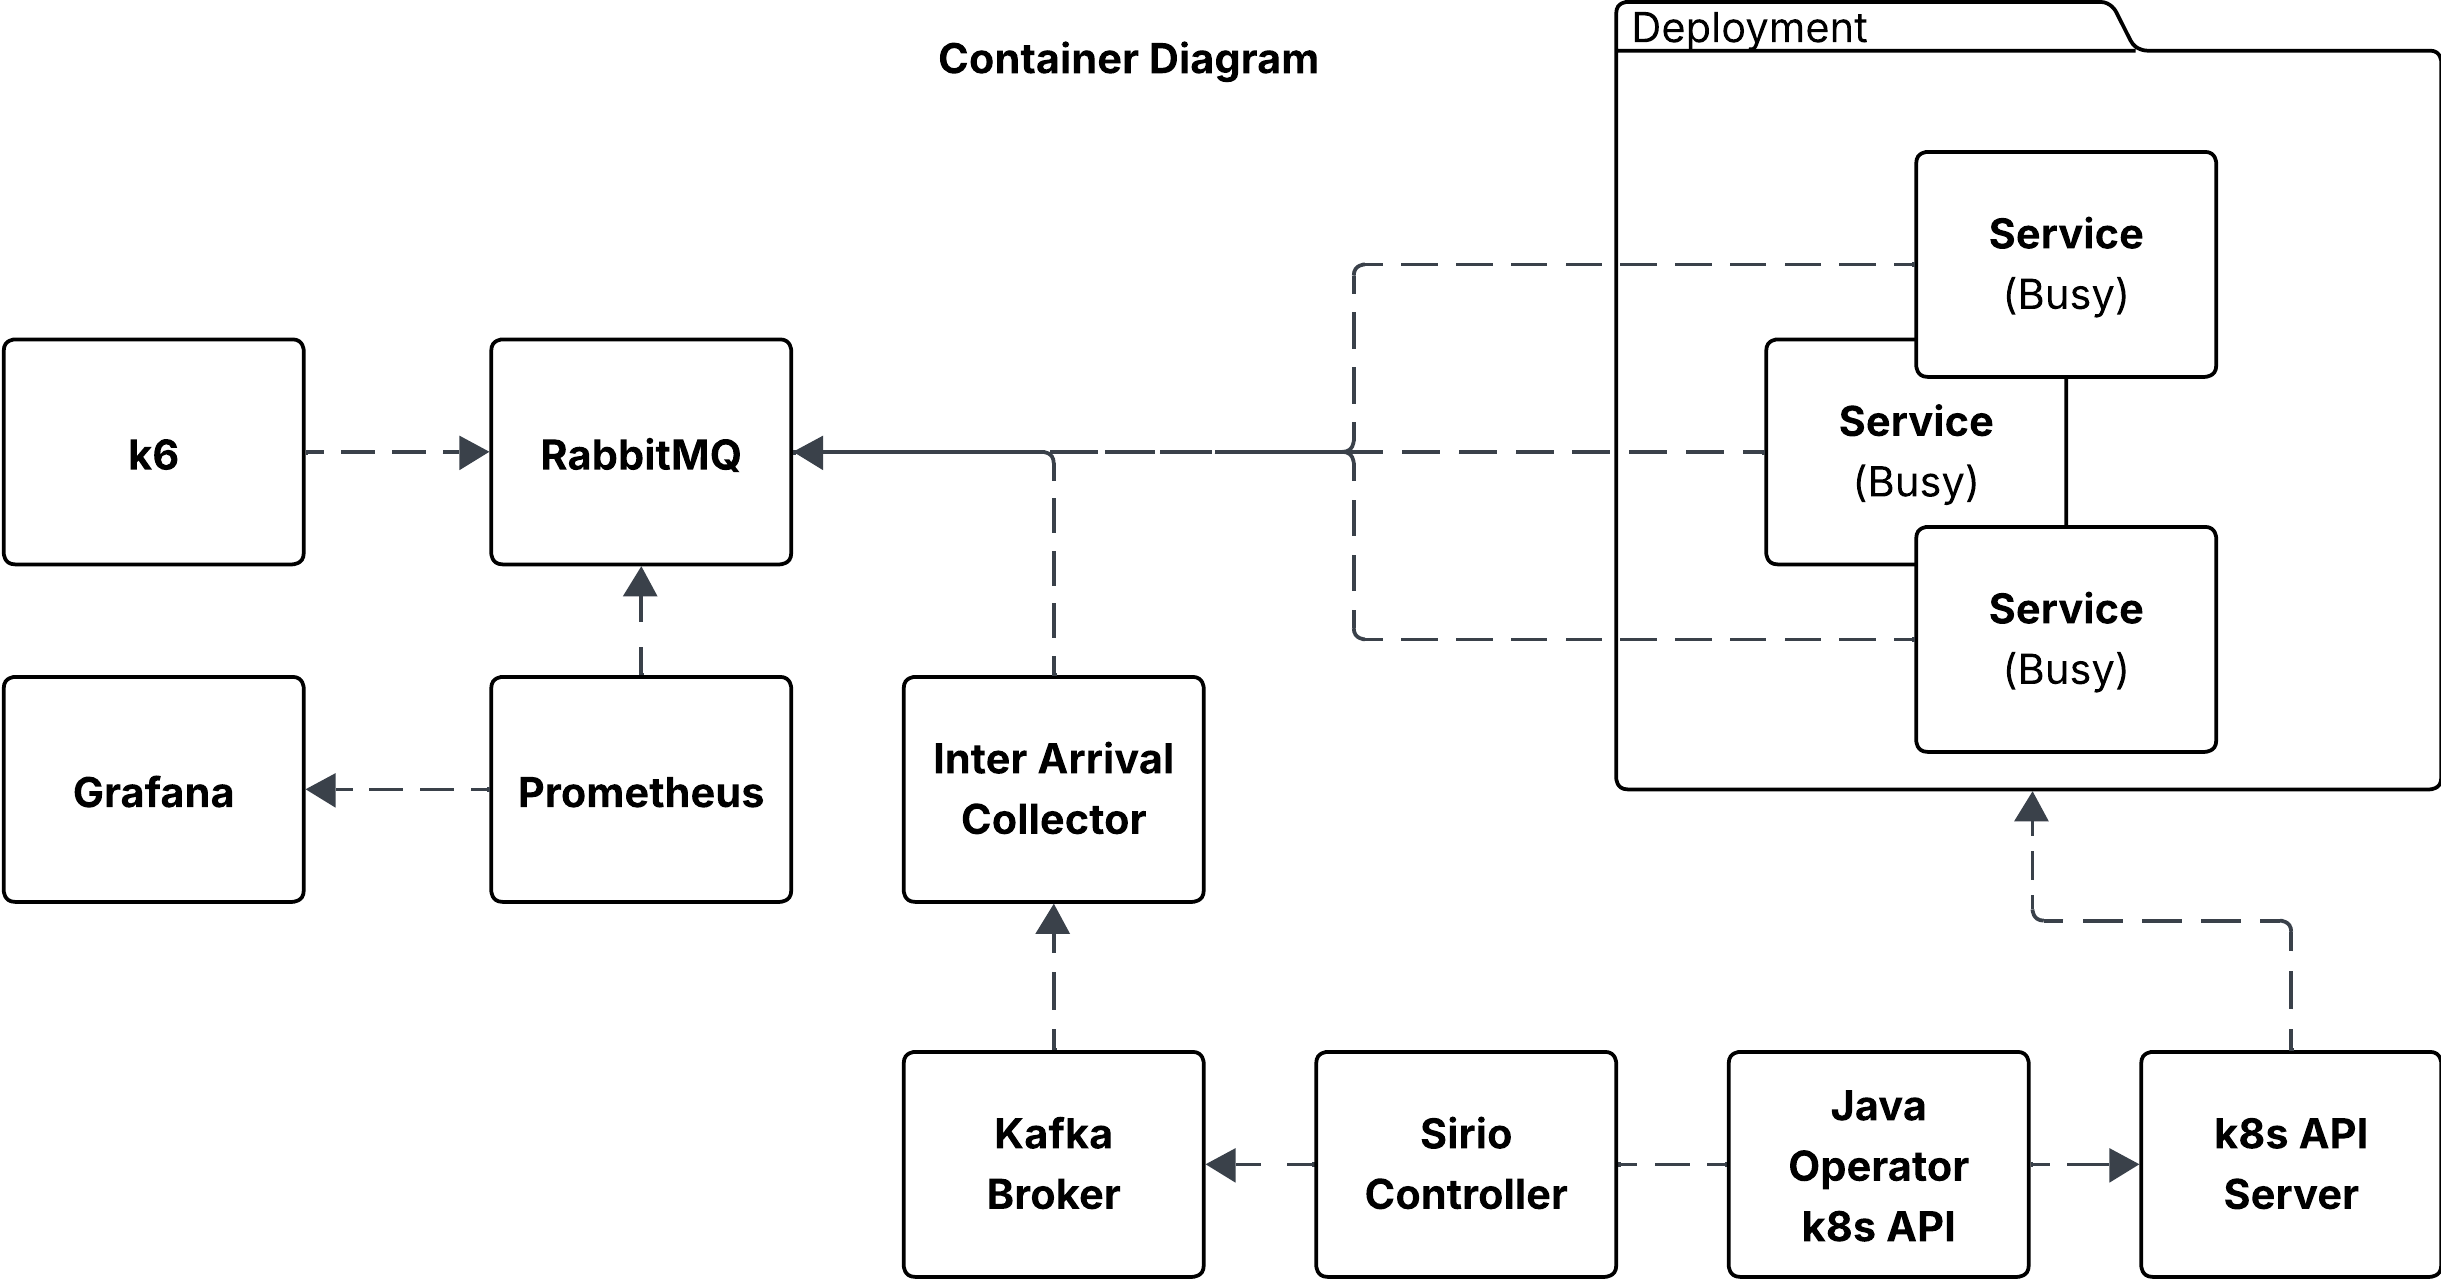 Container Diagram
Deployment
Service
(Busy)
Service
(Busy)
Service
(Busy)
k6
RabbitMQ
Grafana
Prometheus
Inter Arrival
Collector
Kafka
Broker
Sirio
Controller
Java
Operator
k8s API
k8s API
Server